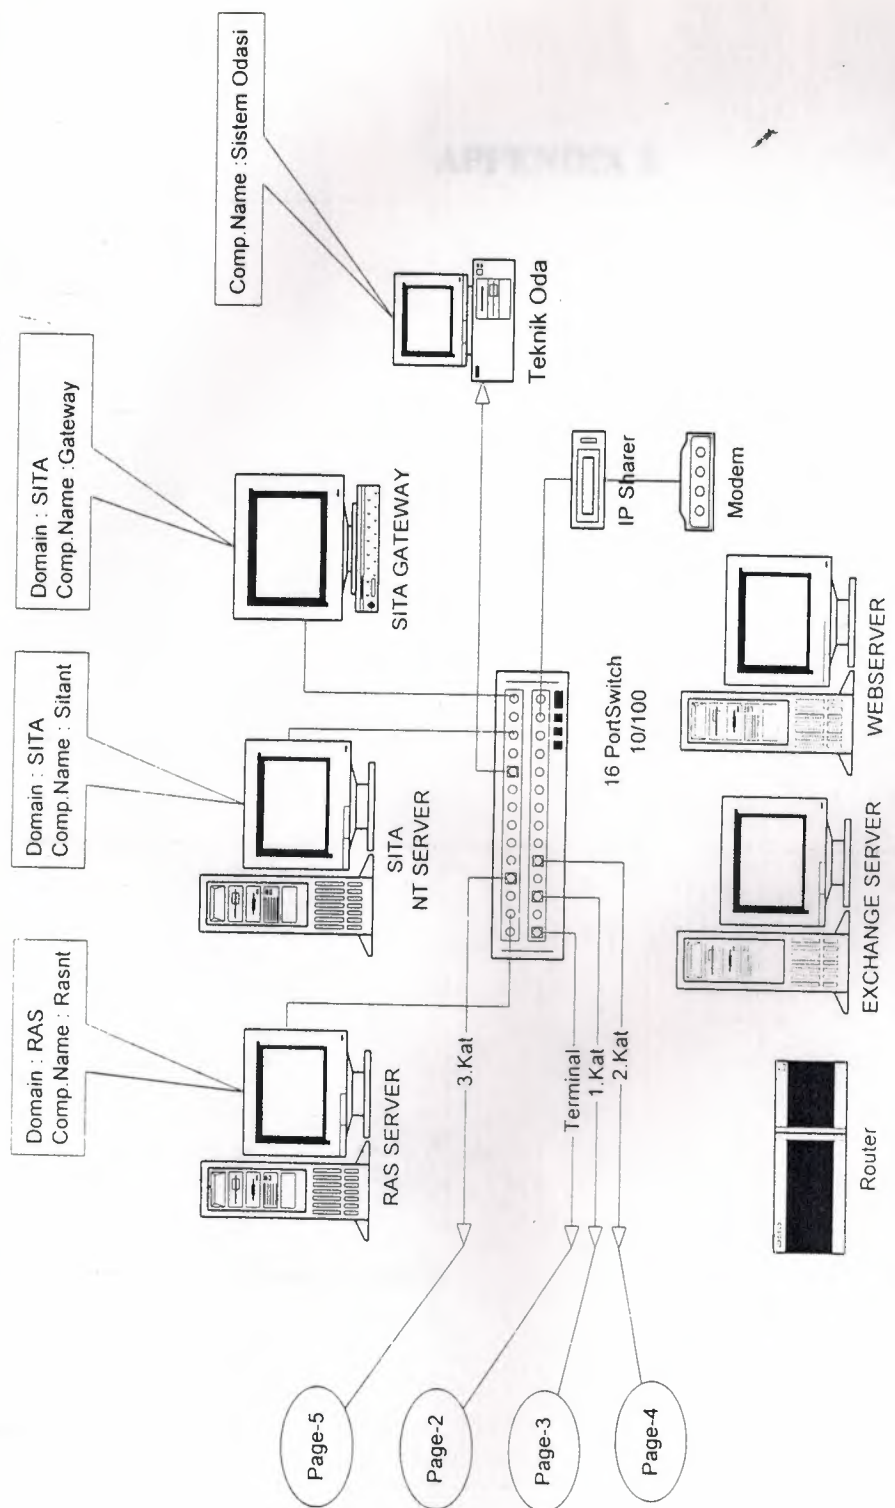 APPENDIX
Domain : RAS
Comp.Name : Rasnt
Domain : SITA
Comp.Name : Sitant
Domain : SITA
Comp.Name :Gateway
Comp.Name :Sistem Odasi
RAS SERVER
SITA
NT SERVER
SITA GATEWAY
Teknik Oda
3.Kat
Terminal
1.Kat
2.Kat
16 PortSwitch
10/100
IP Sharer
Modem
Page-5
Page-2
Page-3
Page-4
Router
EXCHANGE SERVER
WEBSERVER